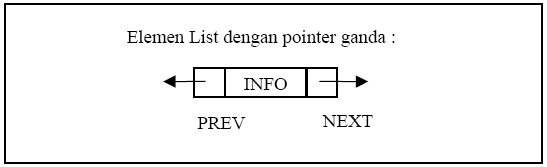 Elemen List dengan pointer ganda :
INFO
PREV NEXT